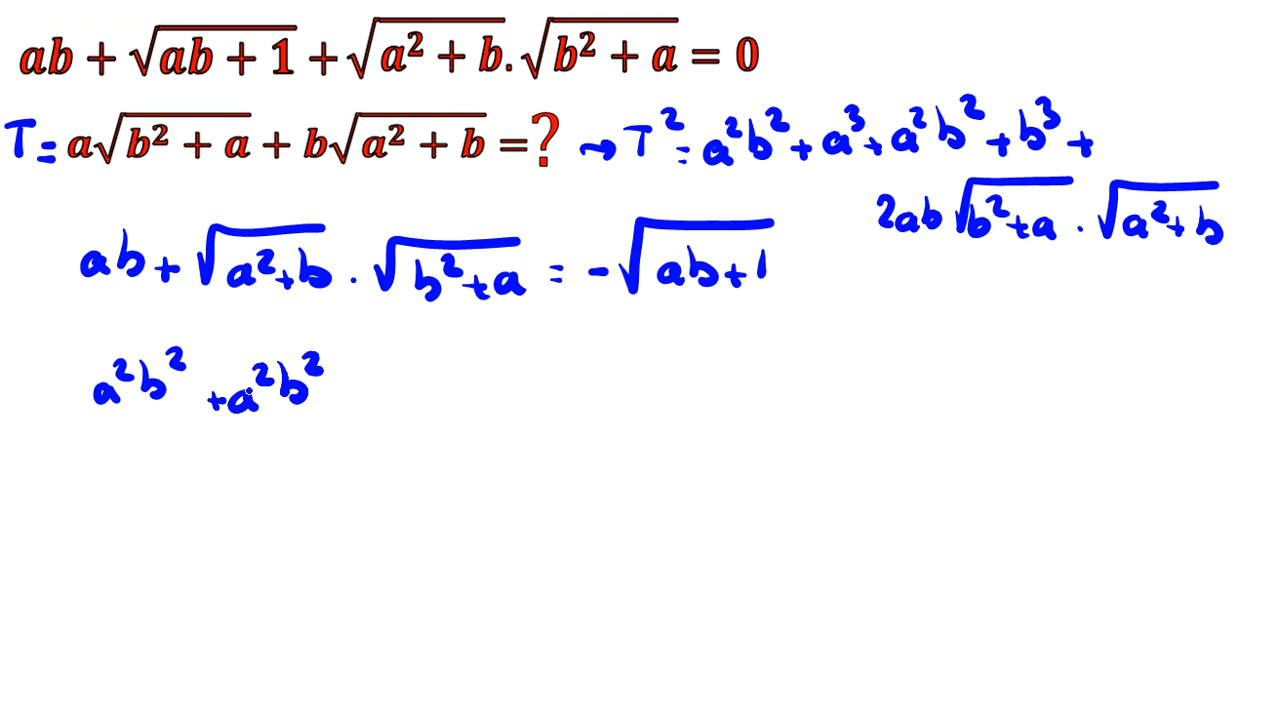 ab + √(ab + 1) + √(a² + b) . √(b² + a) = 0
T = a√(b² + a) + b√(a² + b) = ? → T² = a²b² + a³ + a²b² + b³ +
2ab √(b² + a) . √(a² + b)
ab + √(a² + b) . √(b² + a) = - √(ab + 1)
a²b² + a²b²